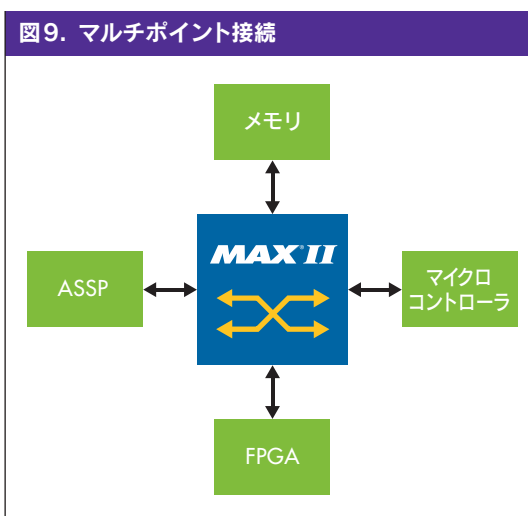 図9. マルチポイント接続
メモリ
MAX II
ASSP
マイクロ
コントローラ
FPGA